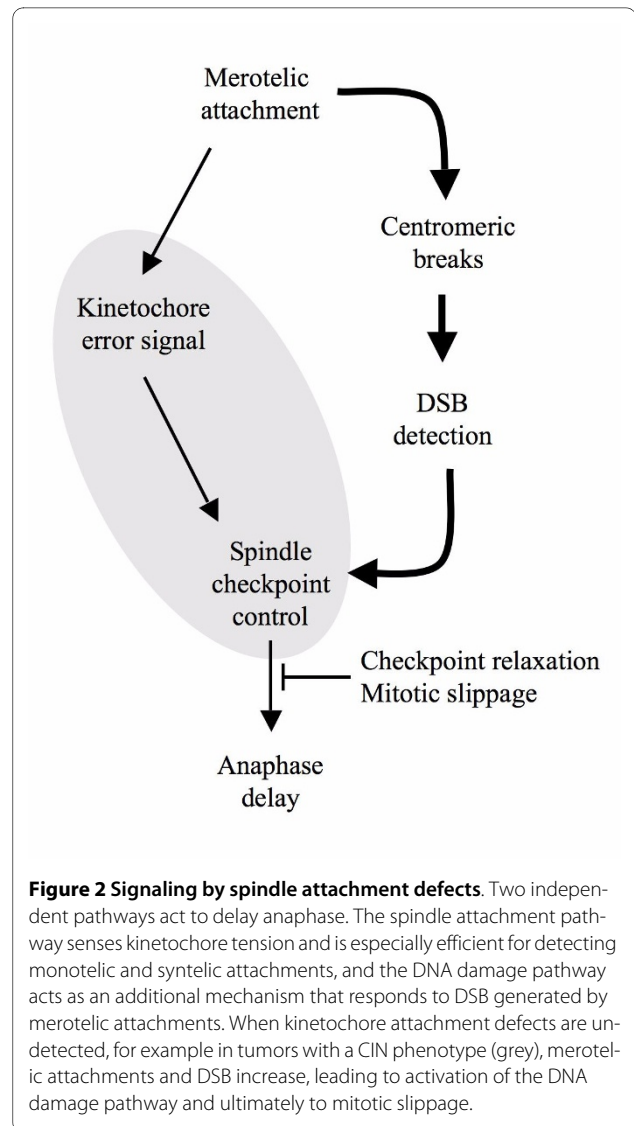 Merotelic
attachment
Centromeric
breaks
Kinetochore
error signal
DSB
detection
Spindle
checkpoint
control
Checkpoint relaxation
Mitotic slippage
Anaphase
delay
Figure 2 Signaling by spindle attachment defects. Two indepen-
dent pathways act to delay anaphase. The spindle attachment path-
way senses kinetochore tension and is especially efficient for detecting
monotelic and syntelic attachments, and the DNA damage pathway
acts as an additional mechanism that responds to DSB generated by
merotelic attachments. When kinetochore attachment defects are un-
detected, for example in tumors with a CIN phenotype (grey), merotel-
ic attachments and DSB increase, leading to activation of the DNA
damage pathway and ultimately to mitotic slippage.